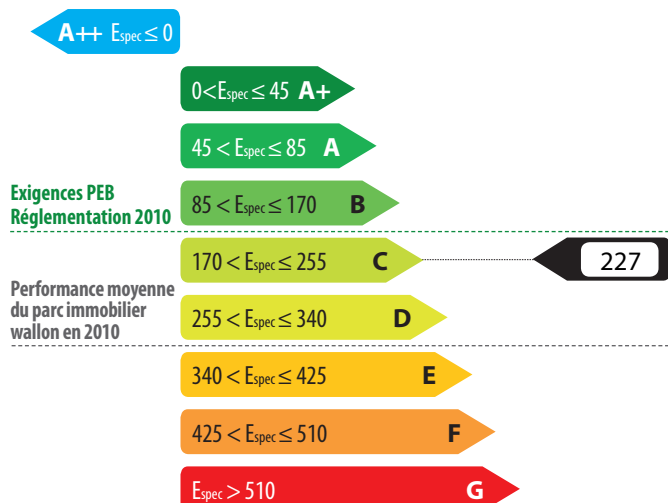 A++ Espec ≤ 0
0<Espec ≤ 45 A+
45 < Espec ≤ 85 A
Exigences PEB
Réglementation 2010
85 < Espec ≤ 170 B
170 < Espec ≤ 255 C
227
Performance moyenne
du parc immobilier
wallon en 2010
255 < Espec ≤ 340 D
340 < Espec ≤ 425 E
425 < Espec ≤ 510 F
Espec > 510 G